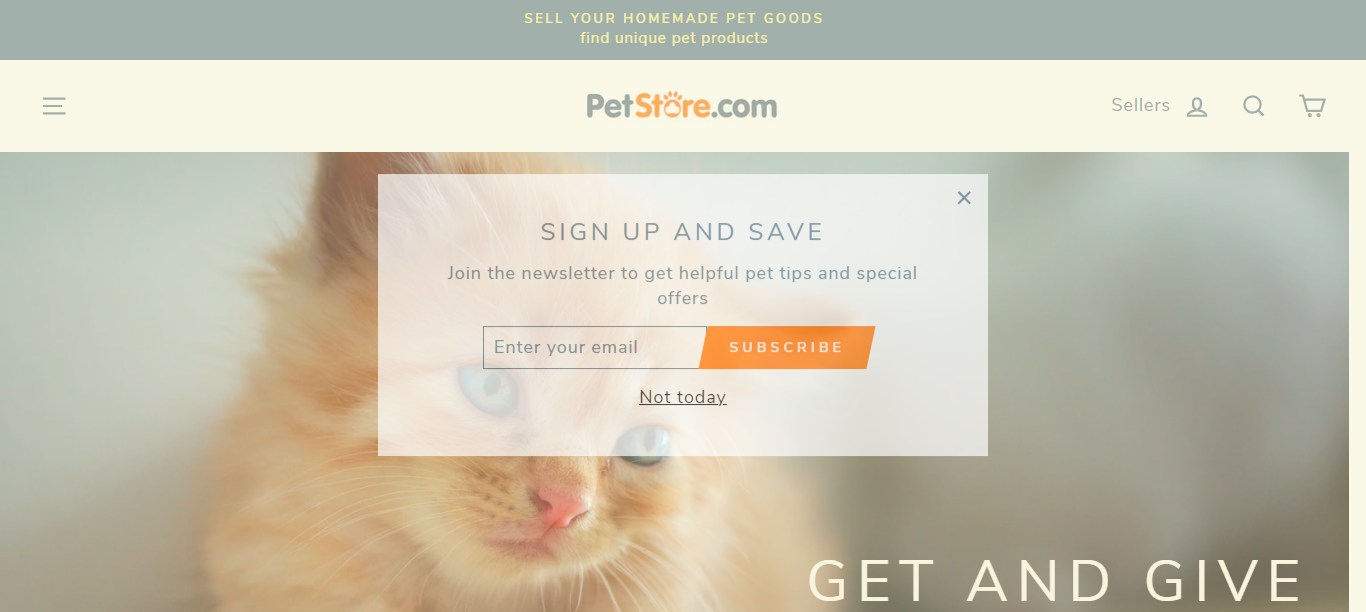 SELL YOUR HOMEMADE PET GOODS
find unique pet products
PetStore.com
Sellers
SIGN UP AND SAVE
Join the newsletter to get helpful pet tips and special
offers
Enter your email
SUBSCRIBE
Not today
GET AND GIVE